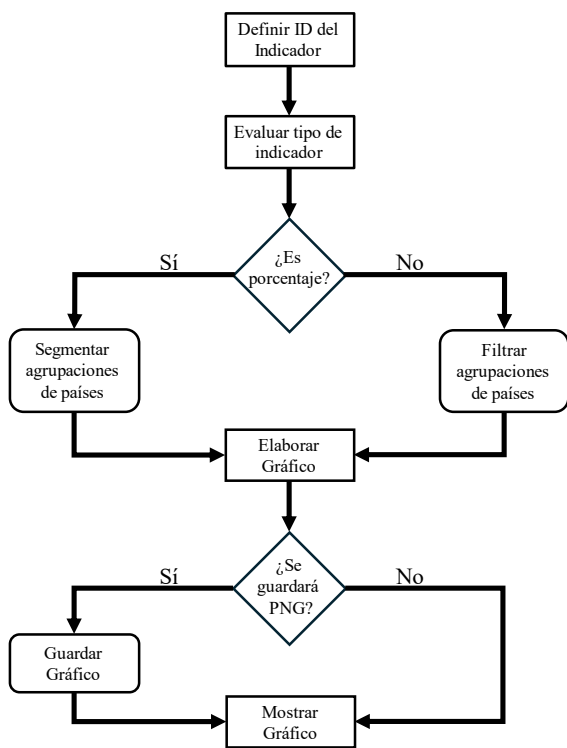 Definir ID del
Indicador
Evaluar tipo de
indicador
¿Es
porcentaje?
Sí
No
Segmentar
agrupaciones
de países
Filtrar
agrupaciones
de países
Elaborar
Gráfico
¿Se
guardará
PNG?
Sí
No
Guardar
Gráfico
Mostrar
Gráfico